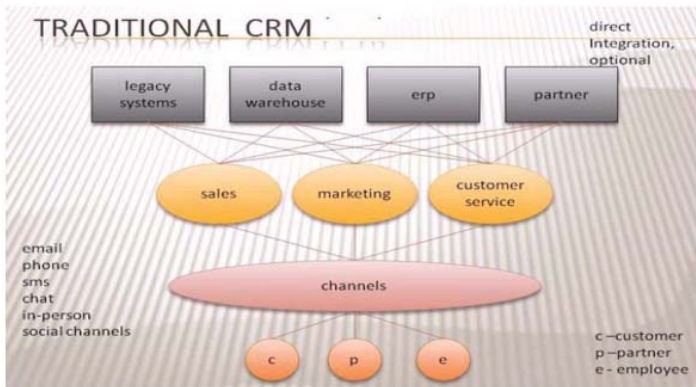 TRADITIONAL CRM
direct
Integration,
optional
legacy
systems
data
warehouse
erp
partner
sales
marketing
customer
service
email
phone
sms
chat
in-person
social channels
channels
c
p
e
c –customer
p –partner
e - employee